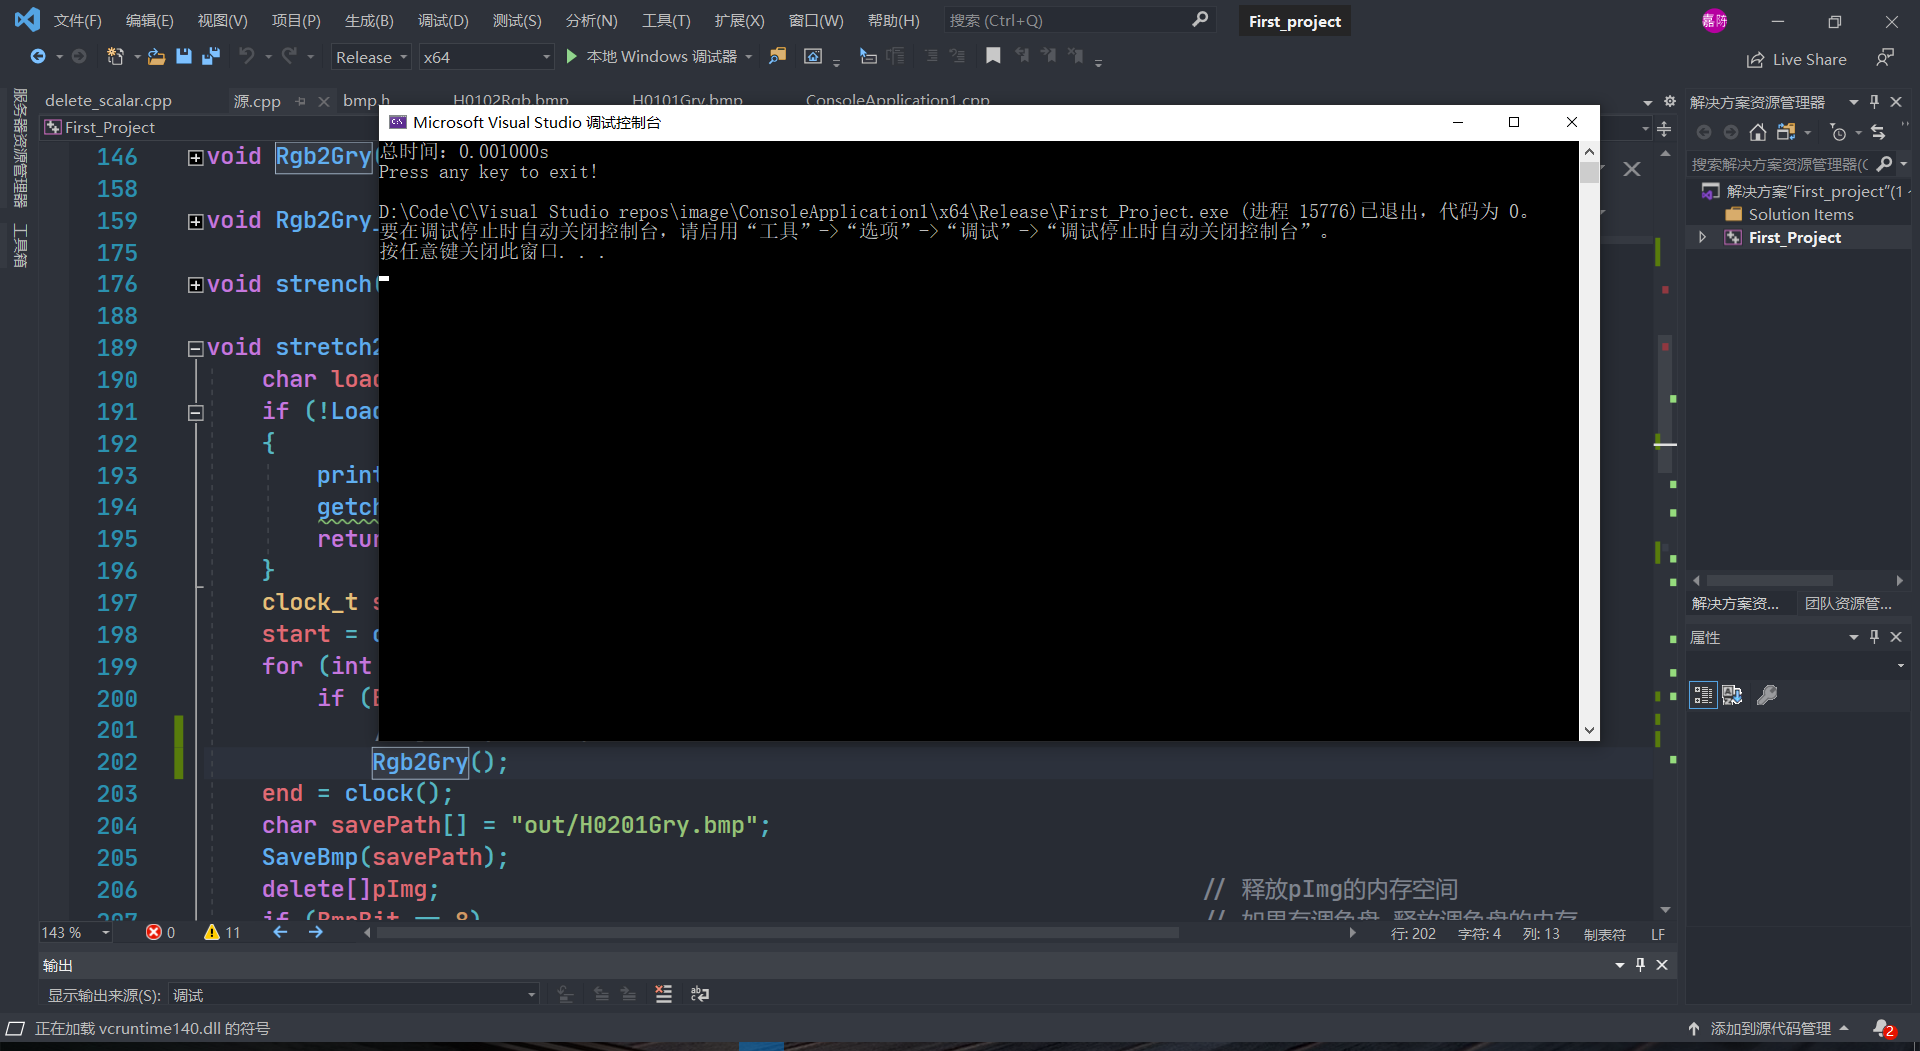 文件(F) 编辑(E) 视图(V) 项目(P) 生成(B) 调试(D) 测试(S) 分析(N) 工具(T) 扩展(X) 窗口(W) 帮助(H) 搜索 (Ctrl+Q) First_project 嘉陈
Release x64 本地 Windows 调试器 Live Share
服务器资源管理器
工具箱
delete_scalar.cpp 源.cpp bmp.h H0102Rgb.bmp H0101Gry.bmp ConsoleApplication1.cpp
First_Project
Microsoft Visual Studio 调试控制台
总时间：0.001000s
Press any key to exit!
D:\Code\C\Visual Studio repos\image\ConsoleApplication1\x64\Release\First_Project.exe (进程 15776)已退出，代码为 0。
要在调试停止时自动关闭控制台，请启用“工具”->“选项”->“调试”->“调试停止时自动关闭控制台”。
按任意键关闭此窗口. . .
146 void Rgb2Gry(
158
159 void Rgb2Gry_
175
176 void strench(
188
189 void stretch2
190 char load
191 if (!Load
192 {
193 print
194 getch
195 retur
196 }
197 clock_t s
198 start = c
199 for (int
200 if (B
201
202 Rgb2Gry();
203 end = clock();
204 char savePath[] = "out/H0201Gry.bmp";
205 SaveBmp(savePath);
206 delete[]pImg; // 释放pImg的内存空间
207 if (BmpBit == 8) // 如果有调色盘 释放调色盘的内存
143 % 0 11 行: 202 字符: 4 列: 13 制表符 LF
输出
显示输出来源(S): 调试
正在加载 vcruntime140.dll 的符号 添加到源代码管理 2
解决方案资源管理器
搜索解决方案资源管理器(C
解决方案"First_project"(1
Solution Items
First_Project
解决方案资... 团队资源管...
属性